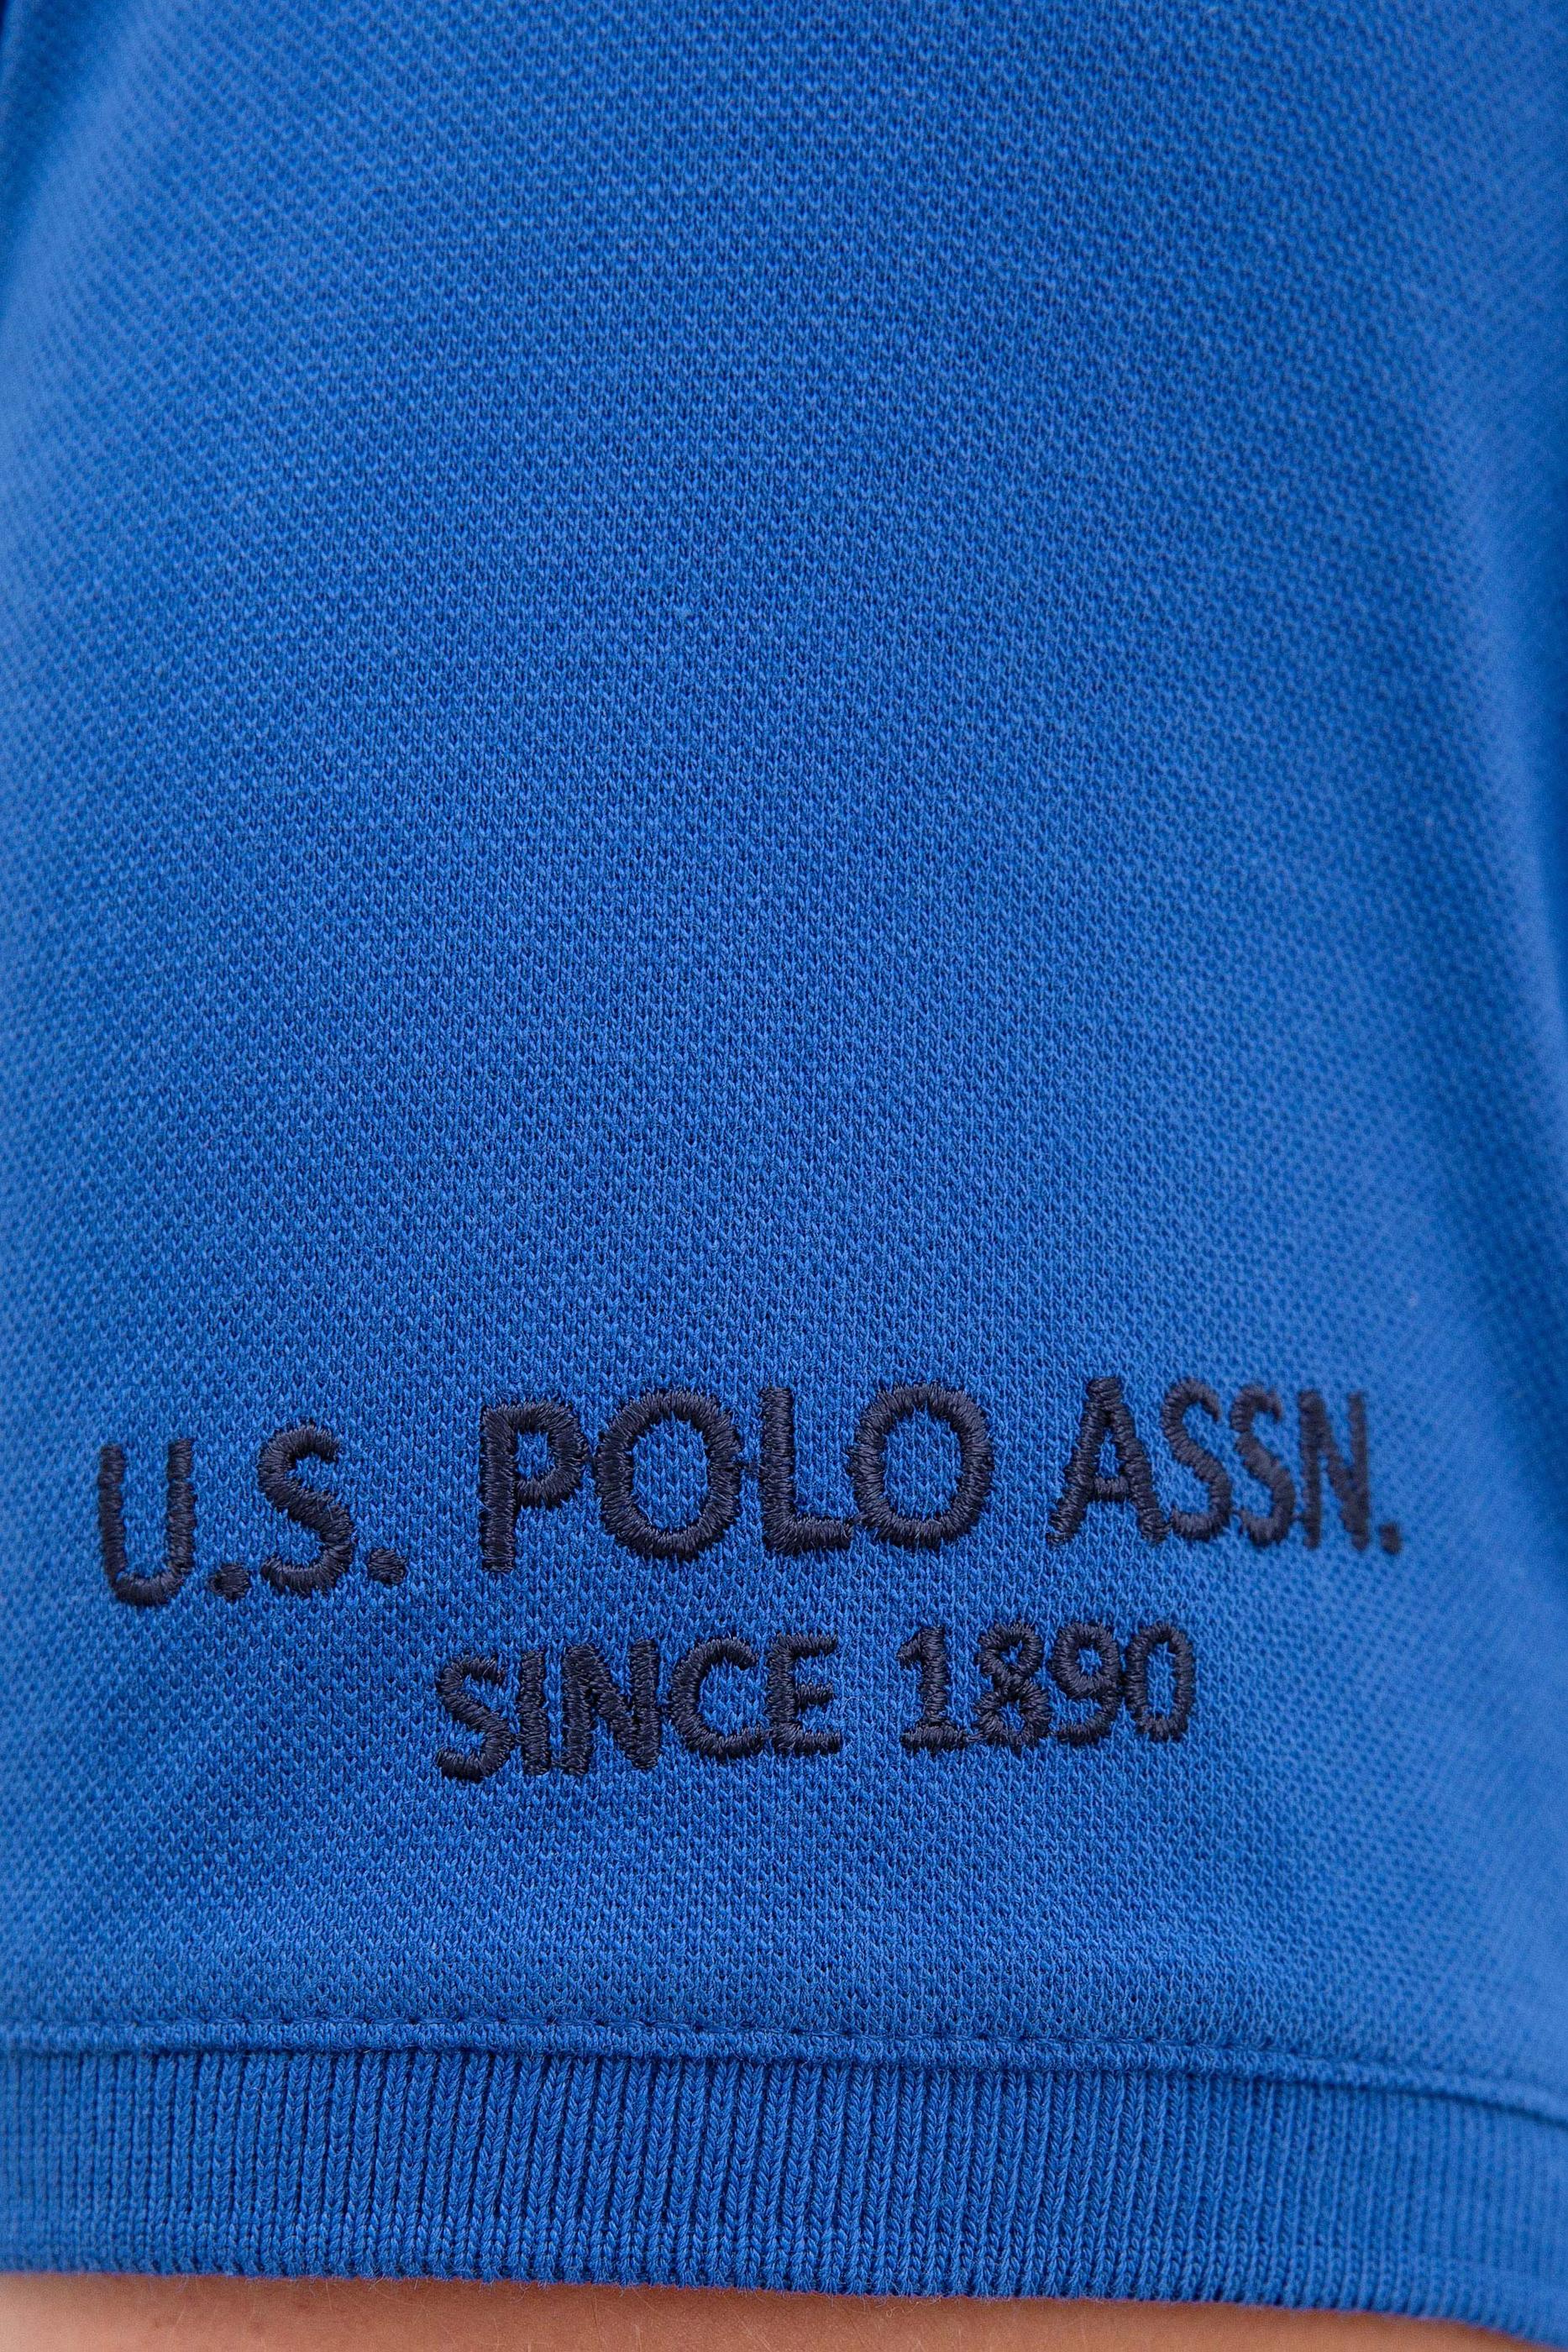 U.S. POLO ASSN.
SINCE 1890